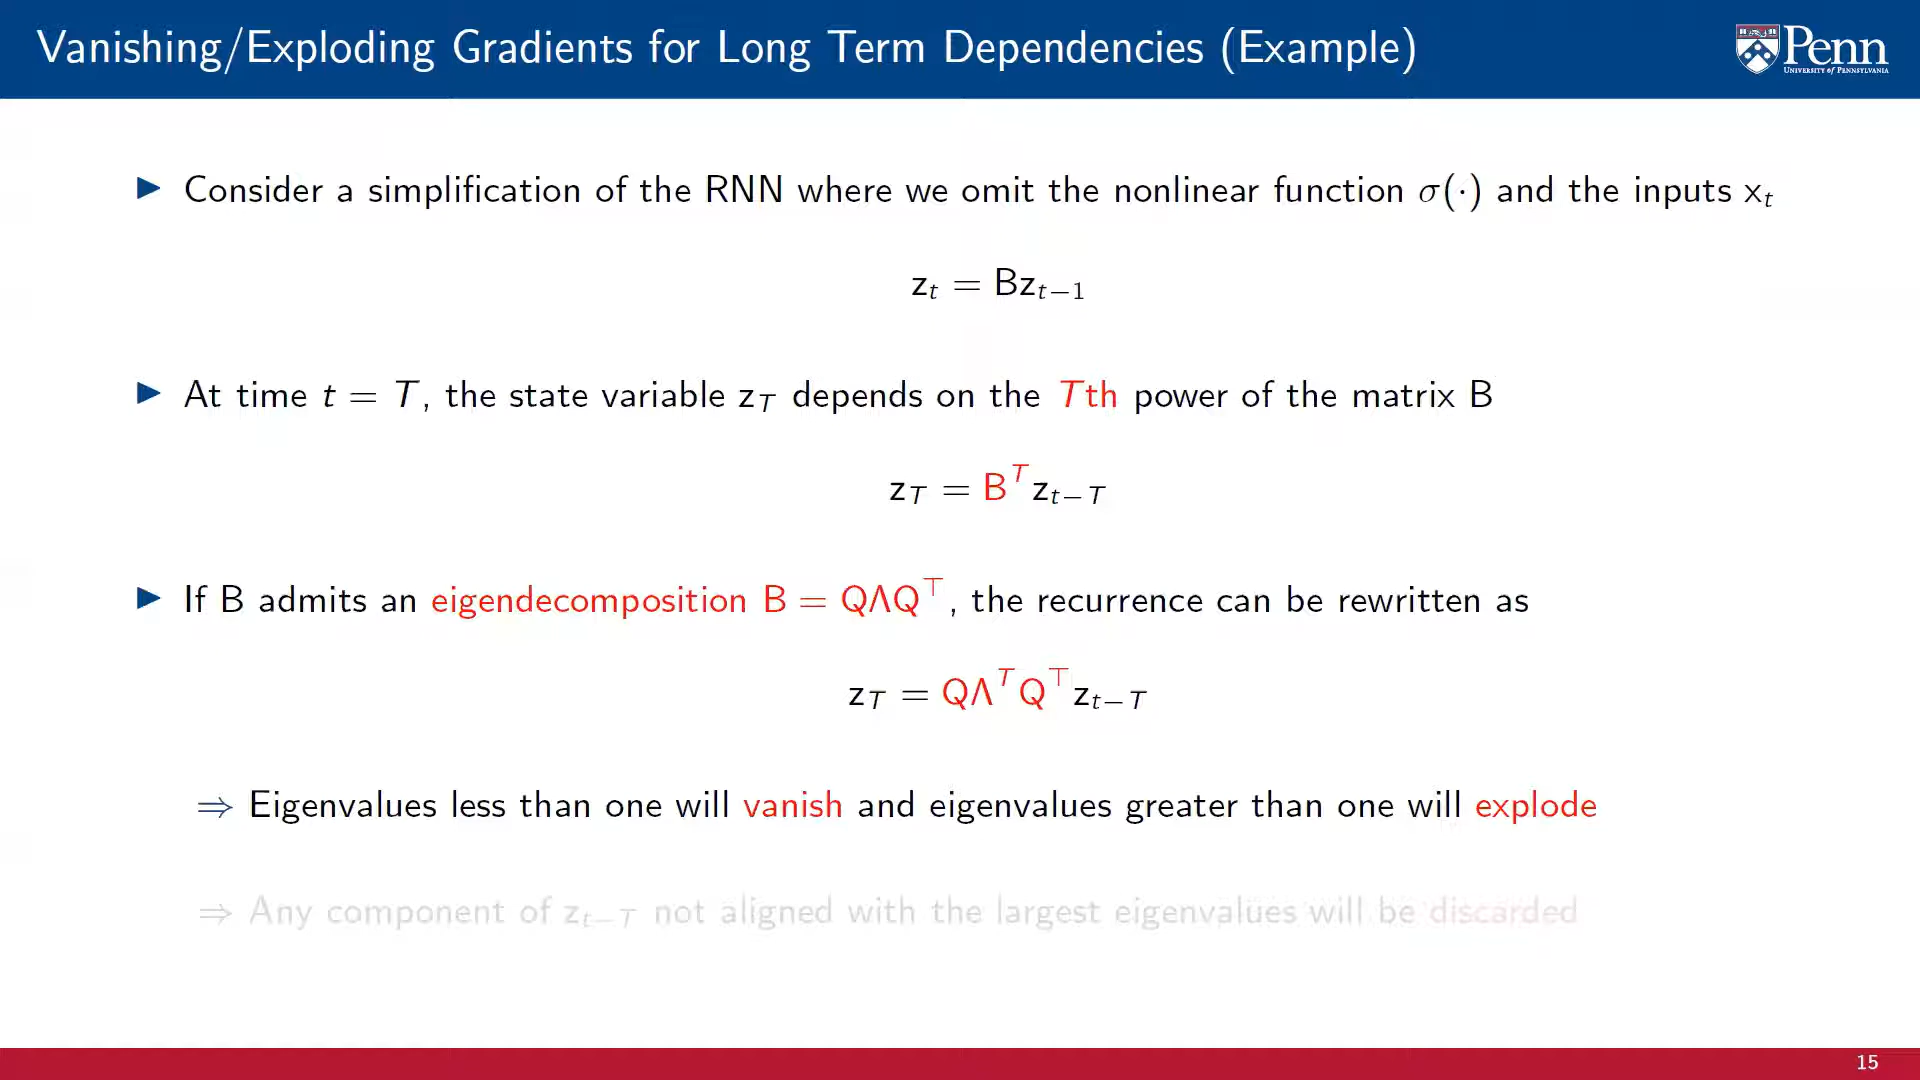 Vanishing/Exploding Gradients for Long Term Dependencies (Example)
Penn
University of Pennsylvania
▶ Consider a simplification of the RNN where we omit the nonlinear function σ(·) and the inputs xₜ
zₜ = Bzₜ₋₁
▶ At time t = T, the state variable z_T depends on the Tth power of the matrix B
z_T = B^T z_{t−T}
▶ If B admits an eigendecomposition B = QΛQ^⊤, the recurrence can be rewritten as
z_T = QΛ^T Q^⊤ z_{t−T}
⇒ Eigenvalues less than one will vanish and eigenvalues greater than one will explode
⇒ Any component of z_{t−T} not aligned with the largest eigenvalues will be discarded
15